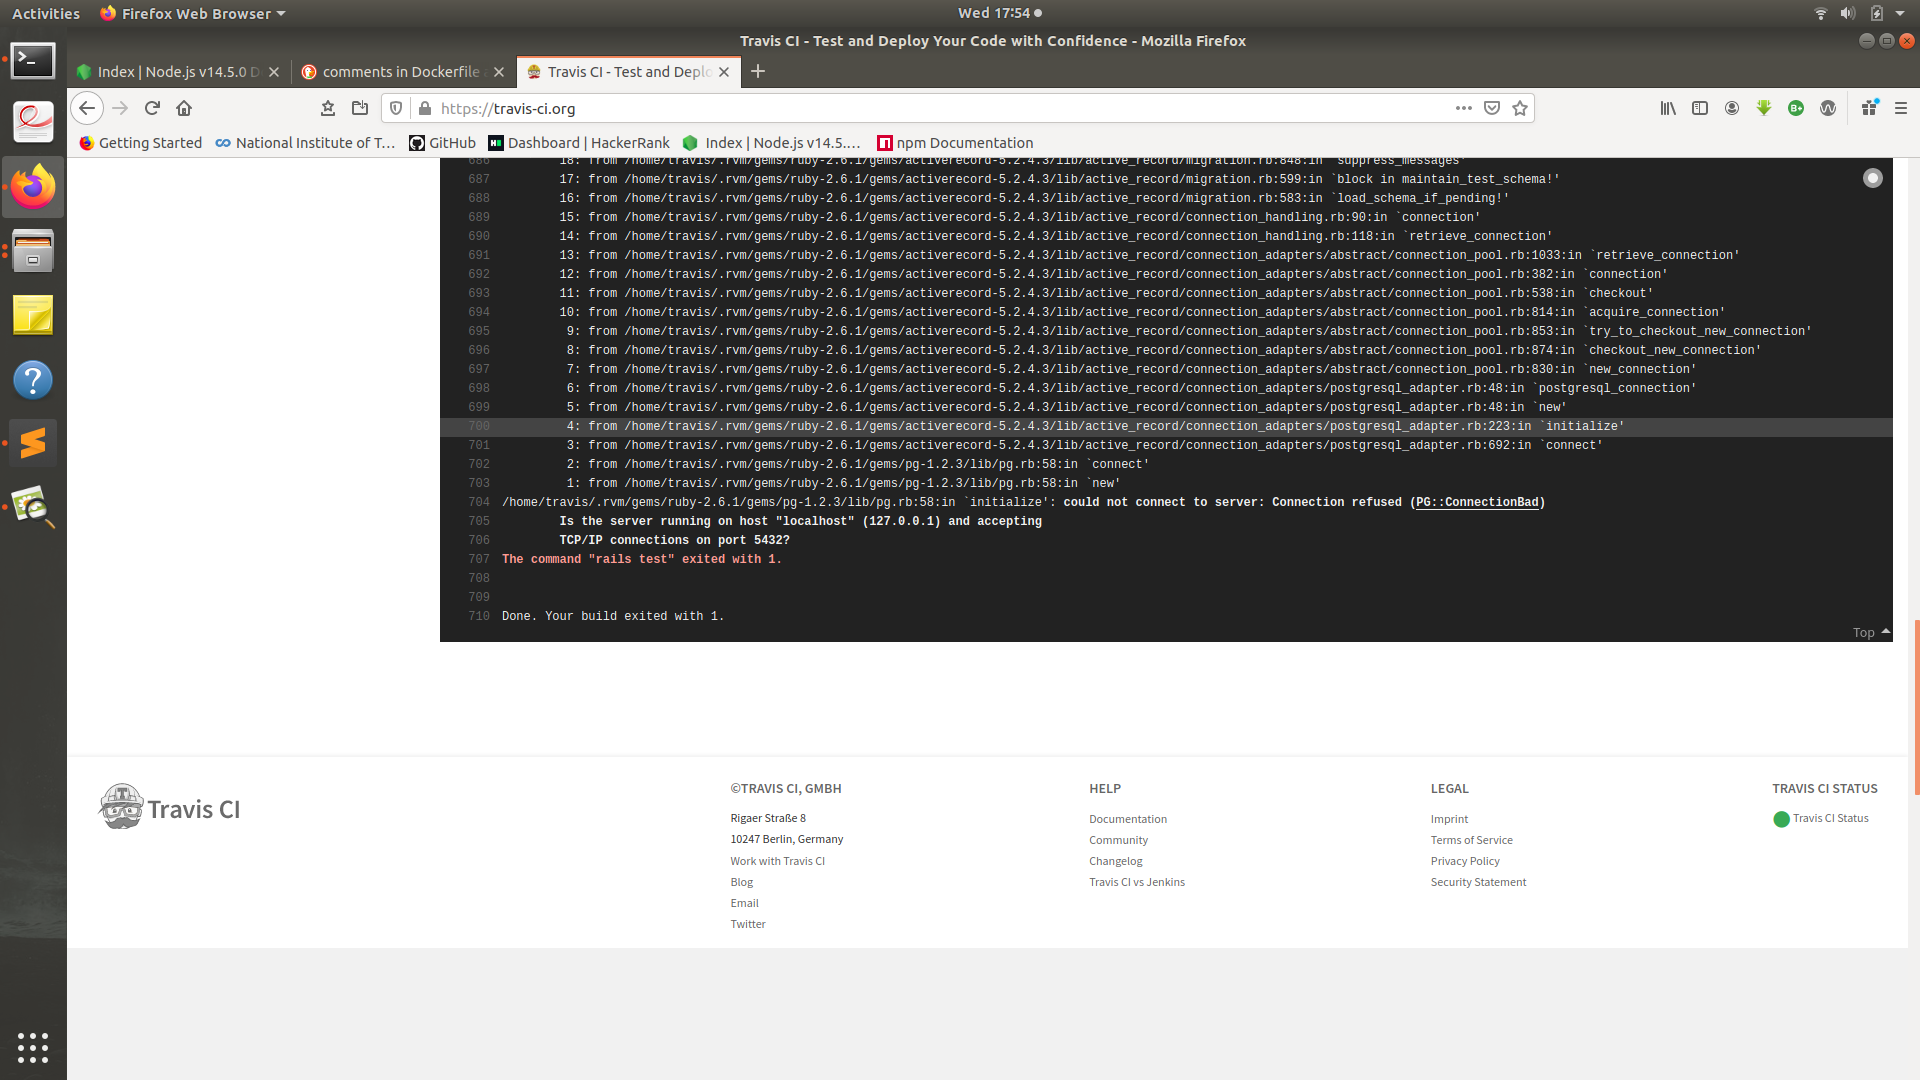 Activities
Firefox Web Browser
Wed 17:54
Travis CI - Test and Deploy Your Code with Confidence - Mozilla Firefox
Index | Node.js v14.5.0 D
comments in Dockerfile
Travis CI - Test and Deplo
https://travis-ci.org
Getting Started
National Institute of T…
GitHub
Dashboard | HackerRank
Index | Node.js v14.5.…
npm Documentation
686 18: from /home/travis/.rvm/gems/ruby-2.6.1/gems/activerecord-5.2.4.3/lib/active_record/migration.rb:848:in `suppress_messages'
687 17: from /home/travis/.rvm/gems/ruby-2.6.1/gems/activerecord-5.2.4.3/lib/active_record/migration.rb:599:in `block in maintain_test_schema!'
688 16: from /home/travis/.rvm/gems/ruby-2.6.1/gems/activerecord-5.2.4.3/lib/active_record/migration.rb:583:in `load_schema_if_pending!'
689 15: from /home/travis/.rvm/gems/ruby-2.6.1/gems/activerecord-5.2.4.3/lib/active_record/connection_handling.rb:90:in `connection'
690 14: from /home/travis/.rvm/gems/ruby-2.6.1/gems/activerecord-5.2.4.3/lib/active_record/connection_handling.rb:118:in `retrieve_connection'
691 13: from /home/travis/.rvm/gems/ruby-2.6.1/gems/activerecord-5.2.4.3/lib/active_record/connection_adapters/abstract/connection_pool.rb:1033:in `retrieve_connection'
692 12: from /home/travis/.rvm/gems/ruby-2.6.1/gems/activerecord-5.2.4.3/lib/active_record/connection_adapters/abstract/connection_pool.rb:382:in `connection'
693 11: from /home/travis/.rvm/gems/ruby-2.6.1/gems/activerecord-5.2.4.3/lib/active_record/connection_adapters/abstract/connection_pool.rb:538:in `checkout'
694 10: from /home/travis/.rvm/gems/ruby-2.6.1/gems/activerecord-5.2.4.3/lib/active_record/connection_adapters/abstract/connection_pool.rb:814:in `acquire_connection'
695 9: from /home/travis/.rvm/gems/ruby-2.6.1/gems/activerecord-5.2.4.3/lib/active_record/connection_adapters/abstract/connection_pool.rb:853:in `try_to_checkout_new_connection'
696 8: from /home/travis/.rvm/gems/ruby-2.6.1/gems/activerecord-5.2.4.3/lib/active_record/connection_adapters/abstract/connection_pool.rb:874:in `checkout_new_connection'
697 7: from /home/travis/.rvm/gems/ruby-2.6.1/gems/activerecord-5.2.4.3/lib/active_record/connection_adapters/abstract/connection_pool.rb:830:in `new_connection'
698 6: from /home/travis/.rvm/gems/ruby-2.6.1/gems/activerecord-5.2.4.3/lib/active_record/connection_adapters/postgresql_adapter.rb:48:in `postgresql_connection'
699 5: from /home/travis/.rvm/gems/ruby-2.6.1/gems/activerecord-5.2.4.3/lib/active_record/connection_adapters/postgresql_adapter.rb:48:in `new'
700 4: from /home/travis/.rvm/gems/ruby-2.6.1/gems/activerecord-5.2.4.3/lib/active_record/connection_adapters/postgresql_adapter.rb:223:in `initialize'
701 3: from /home/travis/.rvm/gems/ruby-2.6.1/gems/activerecord-5.2.4.3/lib/active_record/connection_adapters/postgresql_adapter.rb:692:in `connect'
702 2: from /home/travis/.rvm/gems/ruby-2.6.1/gems/pg-1.2.3/lib/pg.rb:58:in `connect'
703 1: from /home/travis/.rvm/gems/ruby-2.6.1/gems/pg-1.2.3/lib/pg.rb:58:in `new'
704 /home/travis/.rvm/gems/ruby-2.6.1/gems/pg-1.2.3/lib/pg.rb:58:in `initialize': could not connect to server: Connection refused (PG::ConnectionBad)
705 Is the server running on host "localhost" (127.0.0.1) and accepting
706 TCP/IP connections on port 5432?
707 The command "rails test" exited with 1.
708
709
710 Done. Your build exited with 1.
Top
Travis CI
©TRAVIS CI, GMBH
Rigaer Straße 8
10247 Berlin, Germany
Work with Travis CI
Blog
Email
Twitter
HELP
Documentation
Community
Changelog
Travis CI vs Jenkins
LEGAL
Imprint
Terms of Service
Privacy Policy
Security Statement
TRAVIS CI STATUS
Travis CI Status